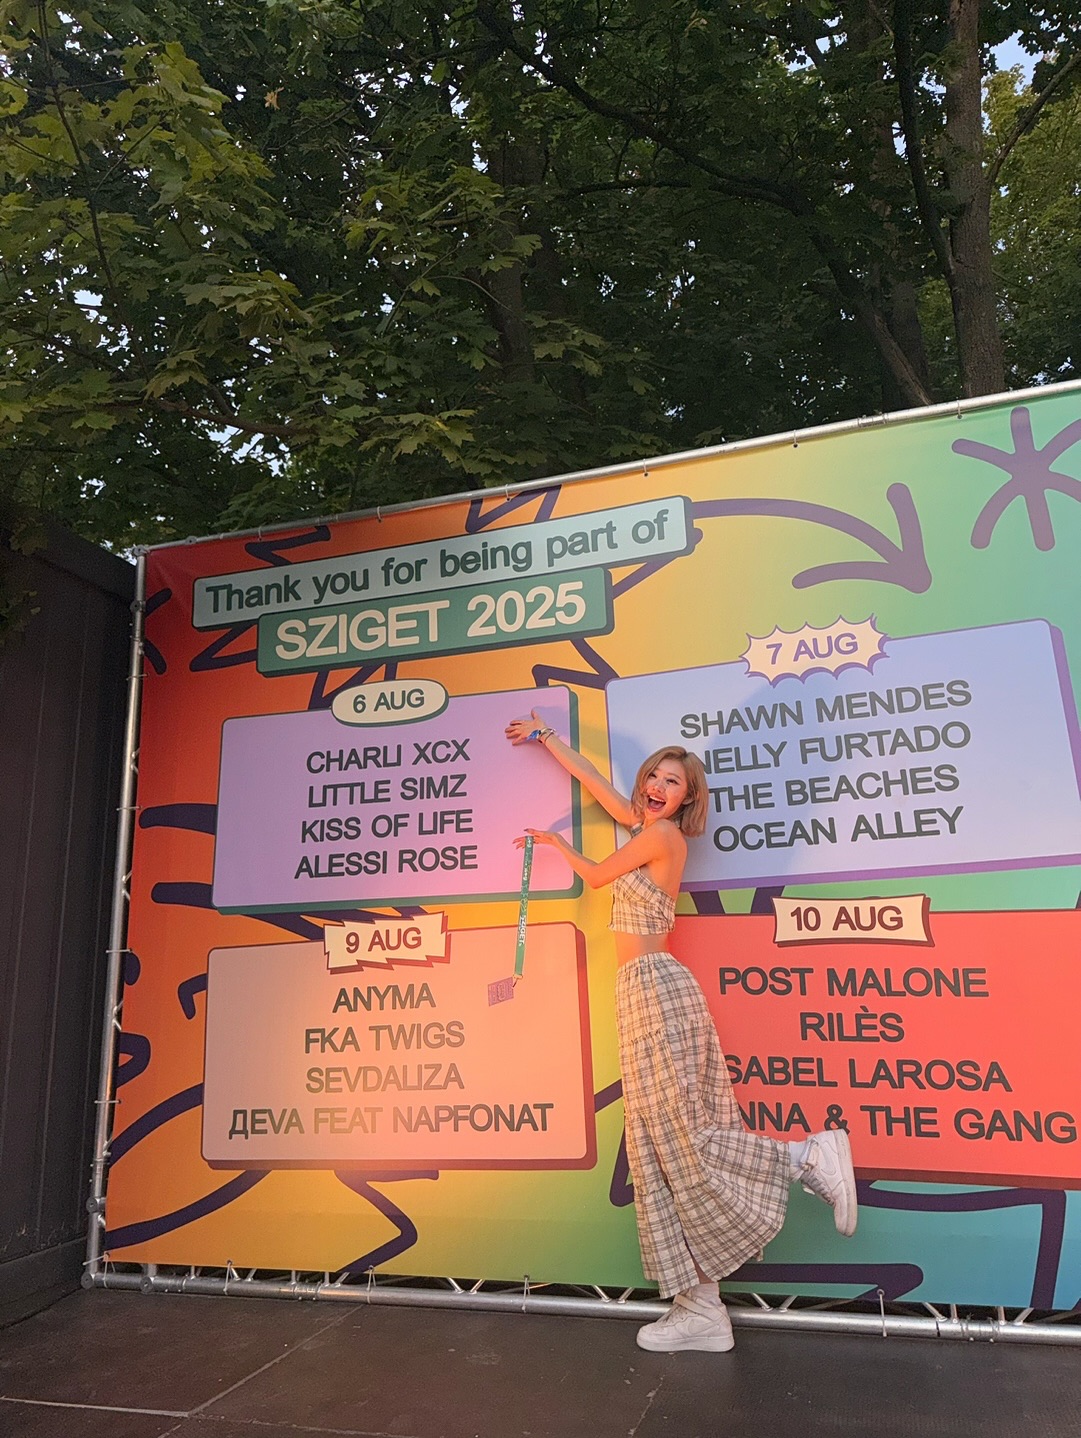 Thank you for being part of
SZIGET 2025
6 AUG
CHARLI XCX
LITTLE SIMZ
KISS OF LIFE
ALESSI ROSE
7 AUG
SHAWN MENDES
NELLY FURTADO
THE BEACHES
OCEAN ALLEY
9 AUG
ANYMA
FKA TWIGS
SEVDALIZA
ДEVA FEAT NAPFONAT
10 AUG
POST MALONE
RILÈS
LAROSA
& THE GANG
SZIGET